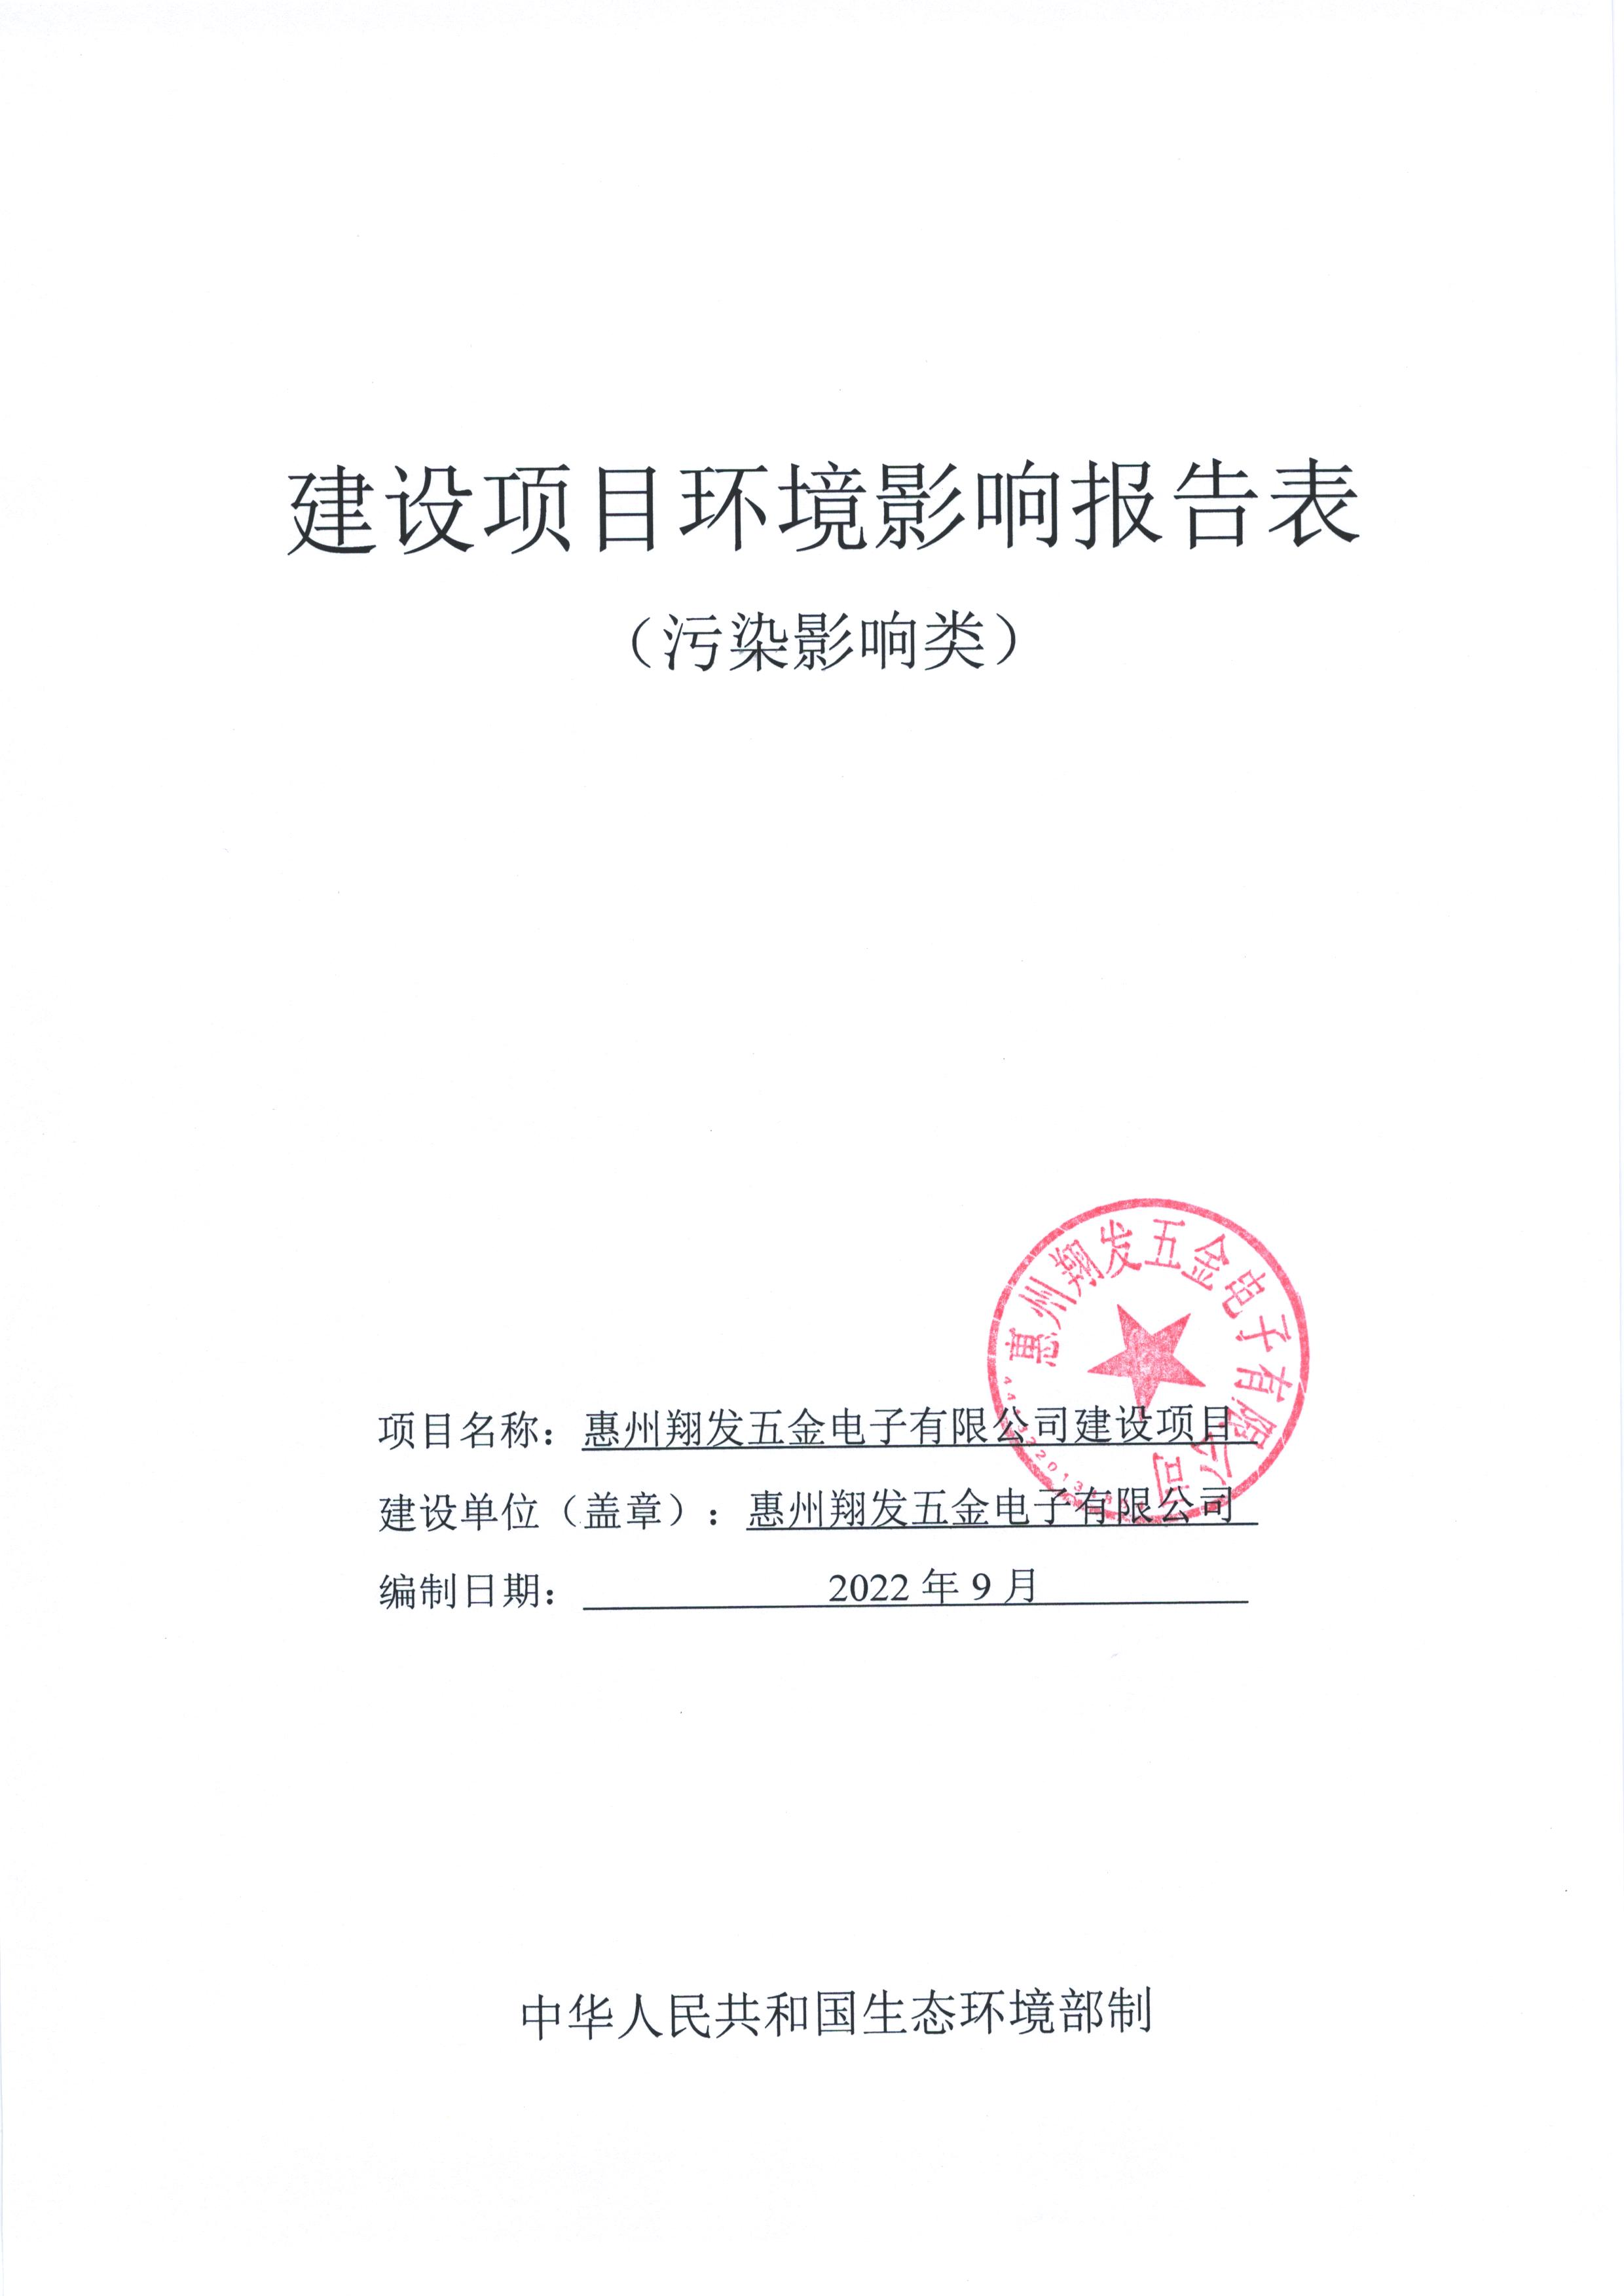 建设项目环境影响报告表
（污染影响类）
惠州翔发五金电子有限公司
项目名称：惠州翔发五金电子有限公司建设项目
建设单位（盖章）：惠州翔发五金电子有限公司
编制日期：2022 年 9 月
中华人民共和国生态环境部制